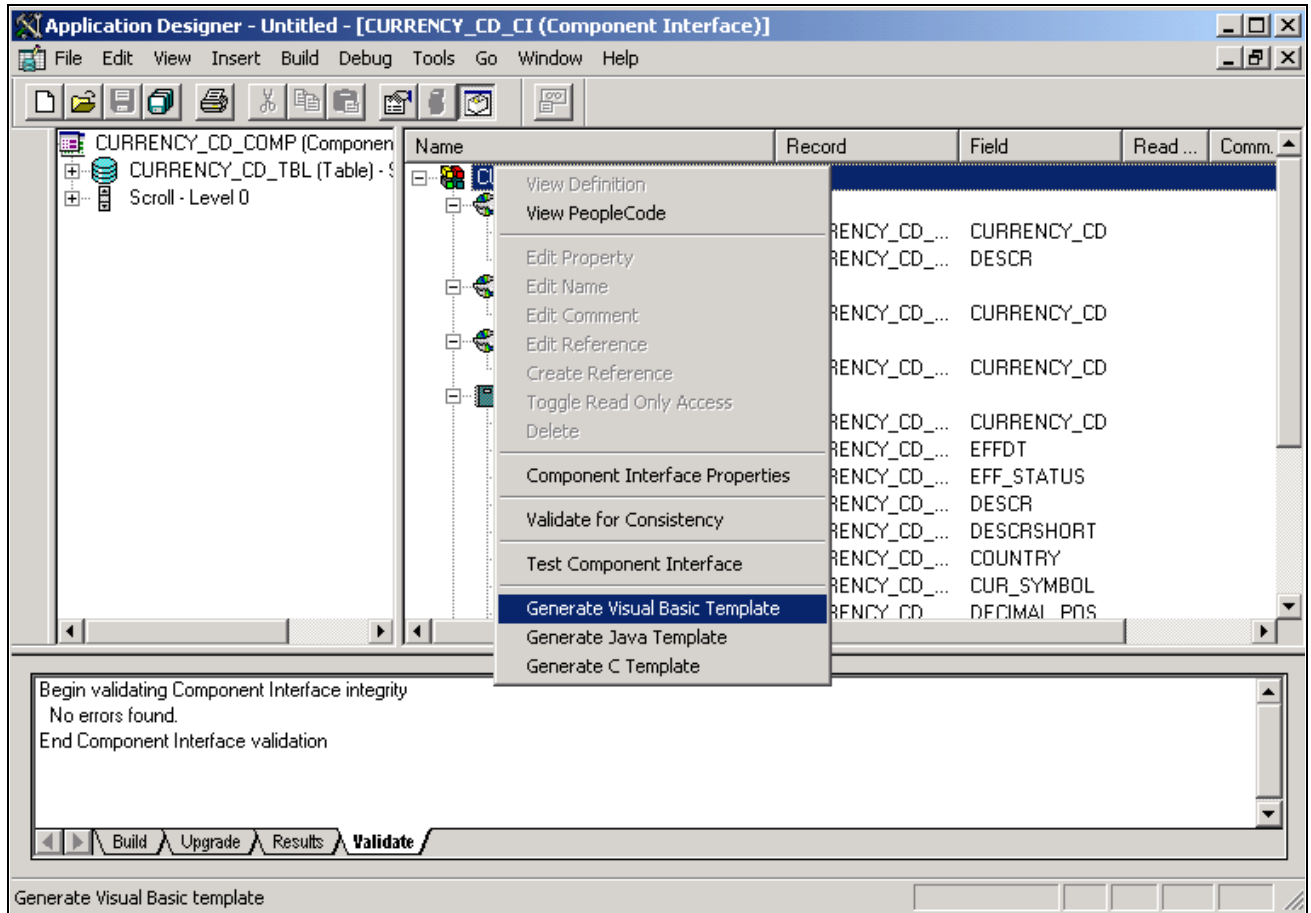 Application Designer - Untitled - [CURRENCY_CD_CI (Component Interface)]
File Edit View Insert Build Debug Tools Go Window Help
CURRENCY_CD_COMP (Componen
CURRENCY_CD_TBL (Table) - S
Scroll - Level 0
Name Record Field Read ... Comm.
View Definition
View PeopleCode
Edit Property
Edit Name
Edit Comment
Edit Reference
Create Reference
Toggle Read Only Access
Delete
Component Interface Properties
Validate for Consistency
Test Component Interface
Generate Visual Basic Template
Generate Java Template
Generate C Template
RENCY_CD_... CURRENCY_CD
RENCY_CD_... DESCR
RENCY_CD_... CURRENCY_CD
RENCY_CD_... CURRENCY_CD
RENCY_CD_... CURRENCY_CD
RENCY_CD_... EFFDT
RENCY_CD_... EFF_STATUS
RENCY_CD_... DESCR
RENCY_CD_... DESCRSHORT
RENCY_CD_... COUNTRY
RENCY_CD_... CUR_SYMBOL
RENCY_CD DECIMAL_POS
Begin validating Component Interface integrity
No errors found.
End Component Interface validation
Build Upgrade Results Validate
Generate Visual Basic template